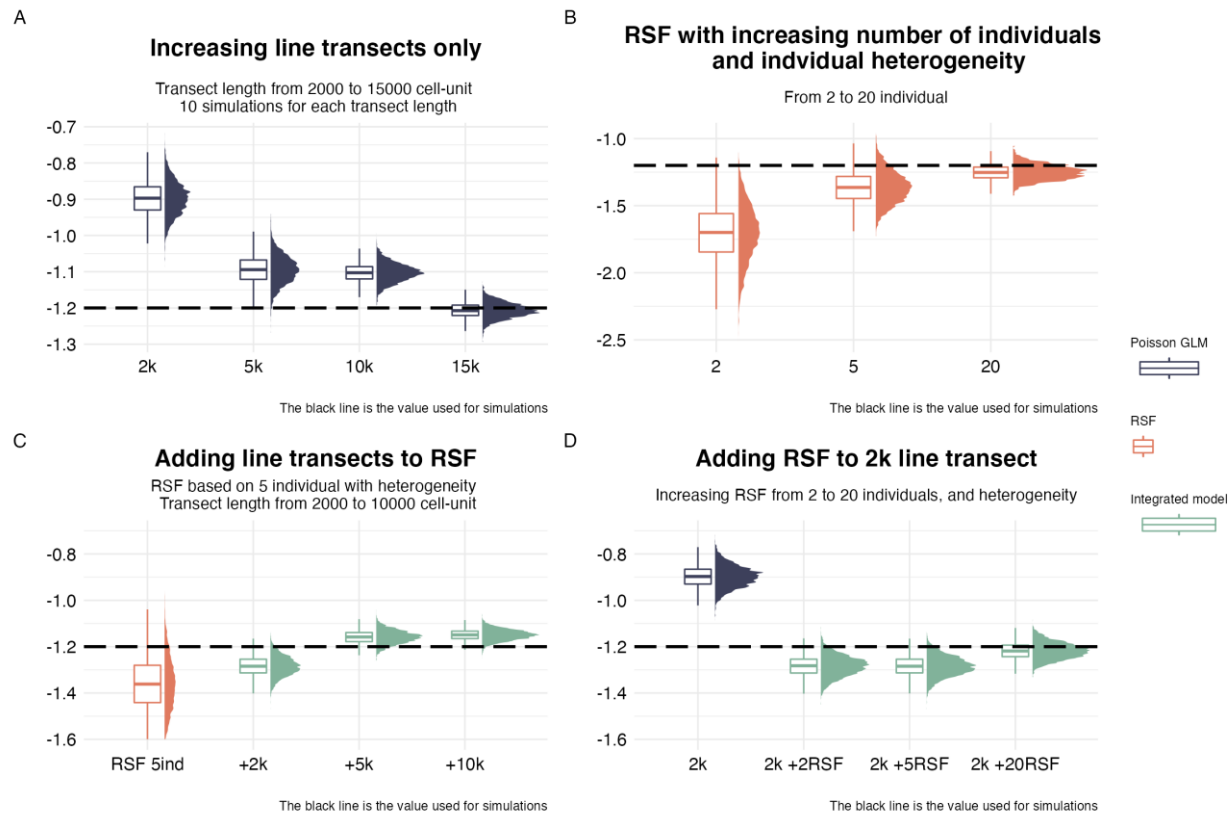 A
Increasing line transects only
Transect length from 2000 to 15000 cell-unit
10 simulations for each transect length
-0.7
-0.8
-0.9
-1.0
-1.1
-1.2
-1.3
2k 5k 10k 15k
The black line is the value used for simulations
B
RSF with increasing number of individuals
and indvidual heterogeneity
From 2 to 20 individual
-1.0
-1.5
-2.0
-2.5
2 5 20
The black line is the value used for simulations
Poisson GLM
RSF
Integrated model
C
Adding line transects to RSF
RSF based on 5 individual with heterogeneity
Transect length from 2000 to 10000 cell-unit
-0.8
-1.0
-1.2
-1.4
-1.6
RSF 5ind +2k +5k +10k
The black line is the value used for simulations
D
Adding RSF to 2k line transect
Increasing RSF from 2 to 20 individuals, and heterogeneity
-0.8
-1.0
-1.2
-1.4
-1.6
2k 2k +2RSF 2k +5RSF 2k +20RSF
The black line is the value used for simulations